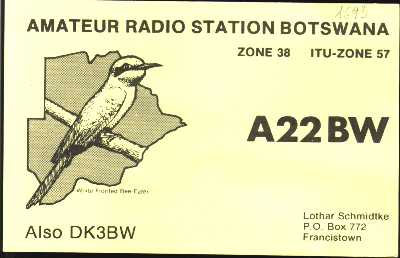 1693
AMATEUR RADIO STATION BOTSWANA
ZONE 38 ITU-ZONE 57
A22BW
White Fronted Bee-Eater
Also DK3BW
Lothar Schmidtke
P.O. Box 772
Francistown